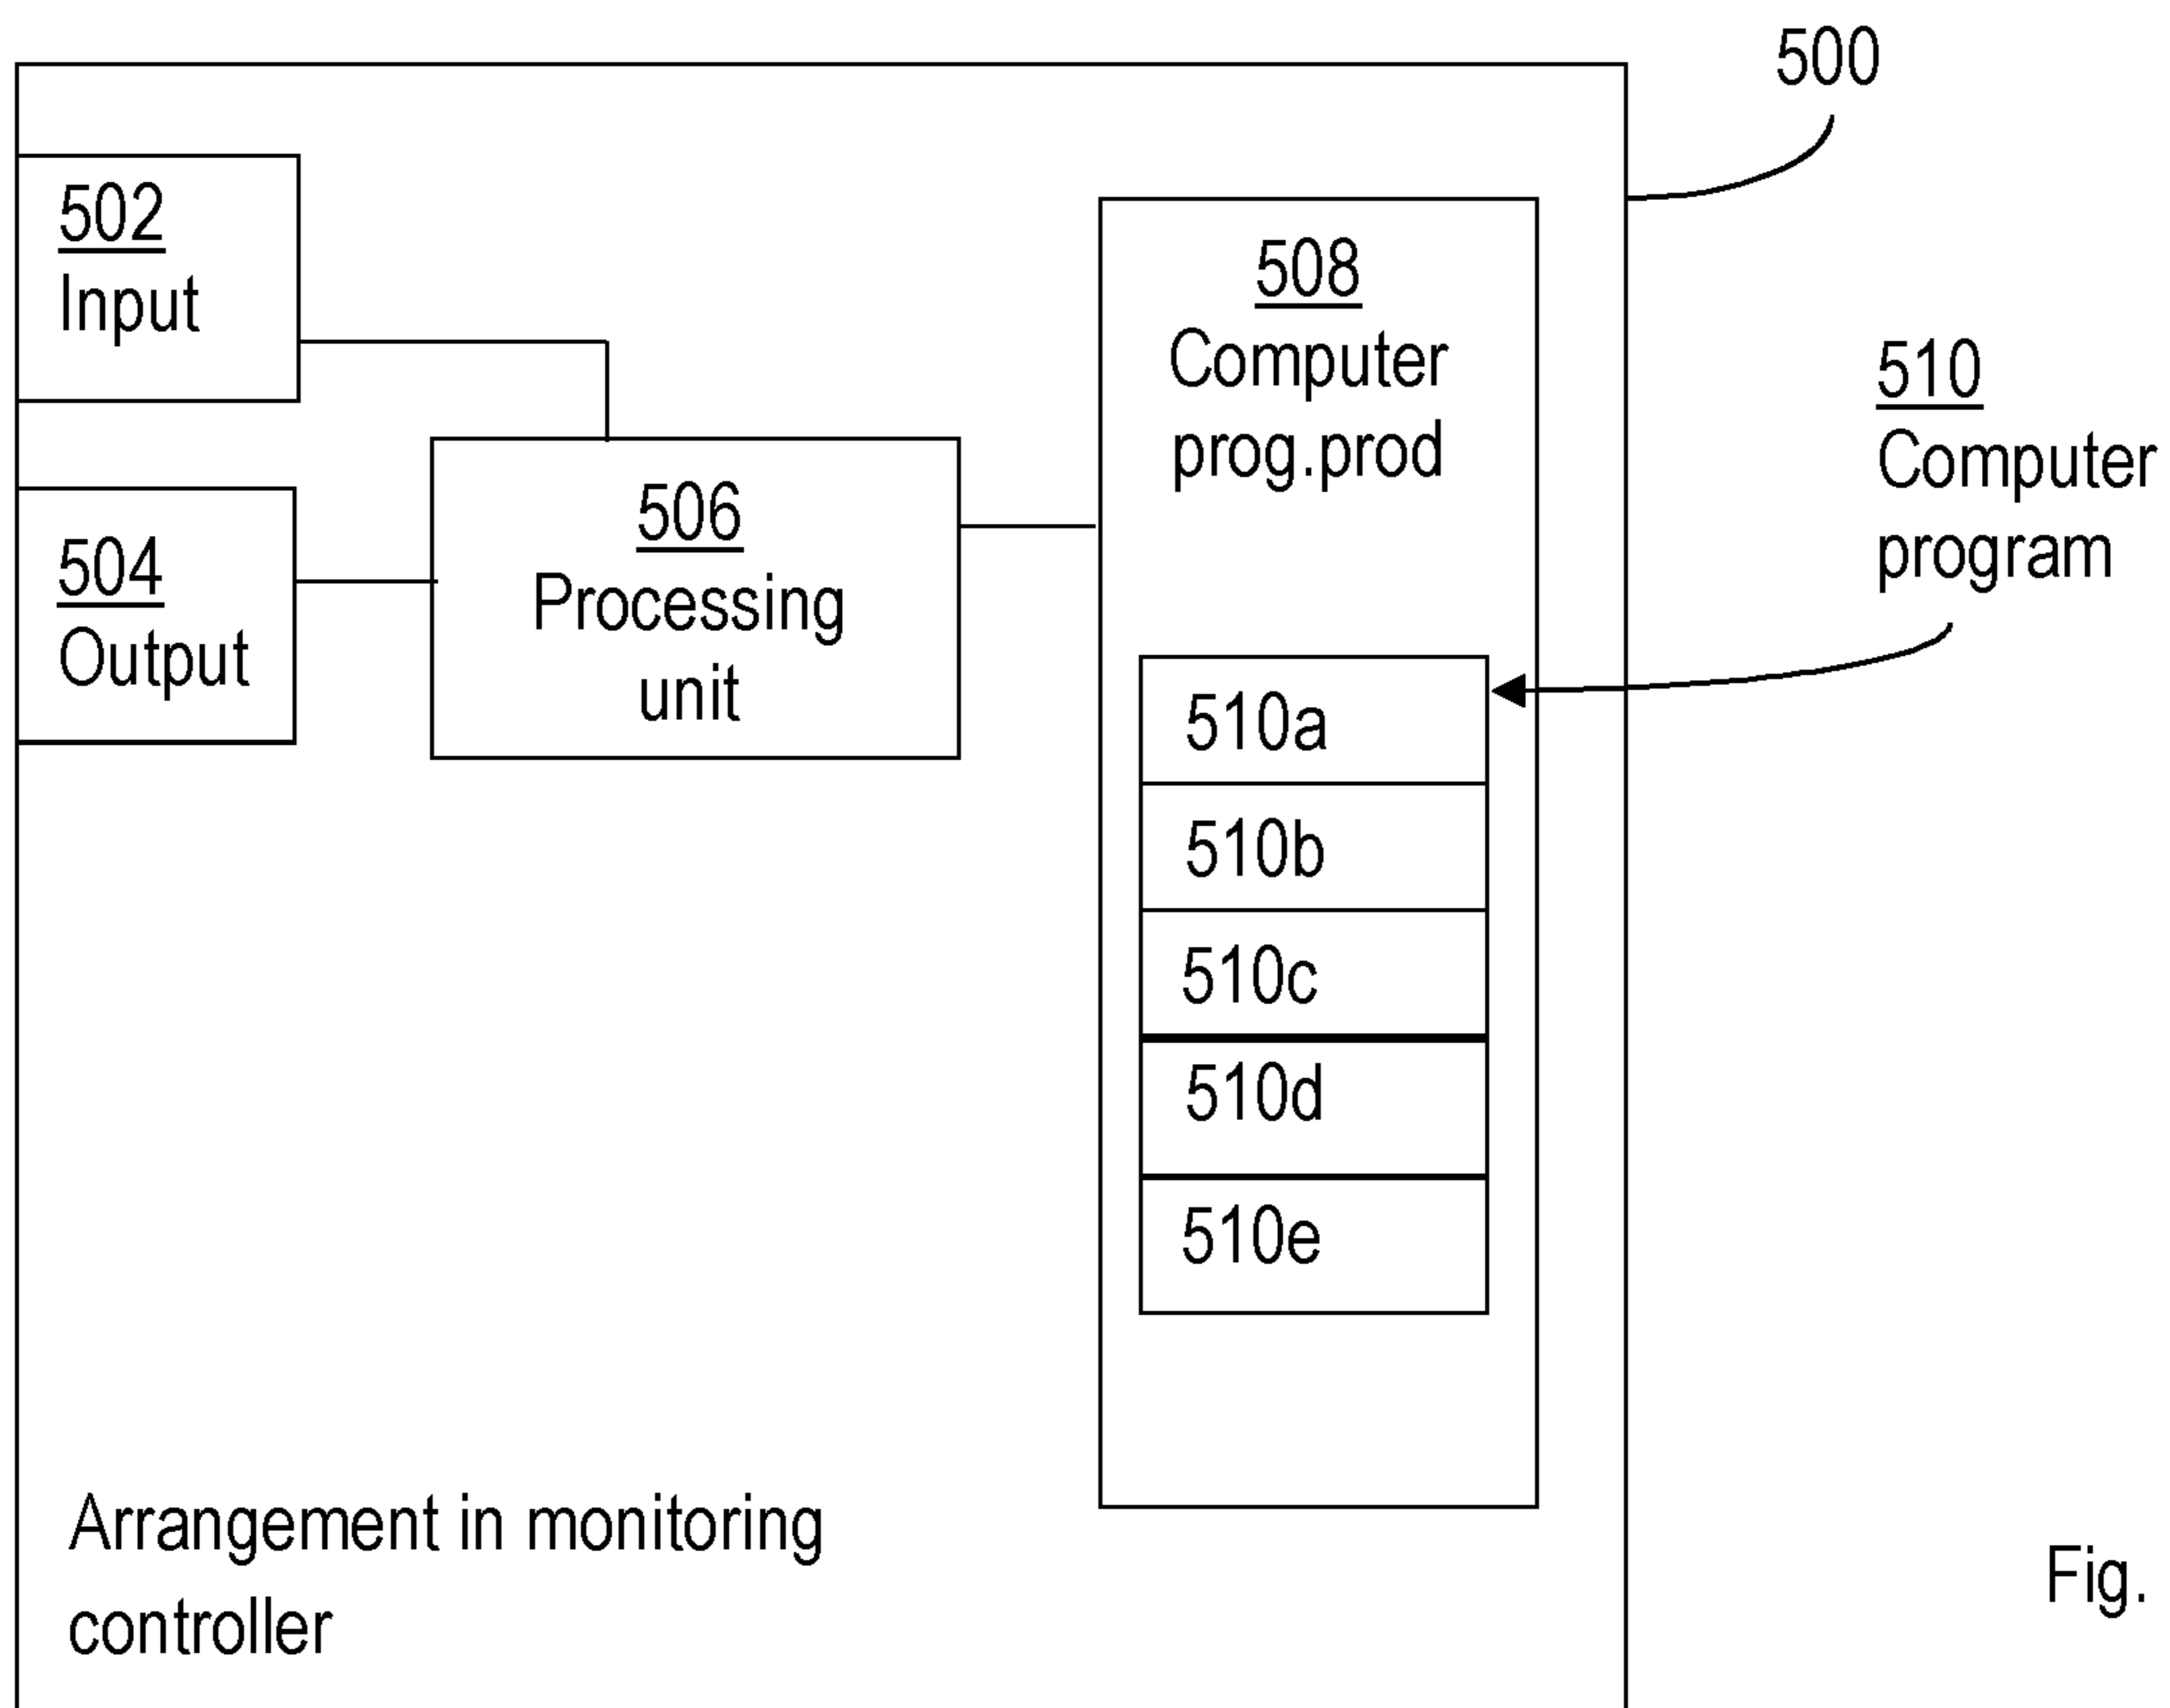 500
502
Input
504
Output
506
Processing
unit
508
Computer
prog.prod
510
Computer
program
510a
510b
510c
510d
510e
Arrangement in monitoring
controller
Fig.